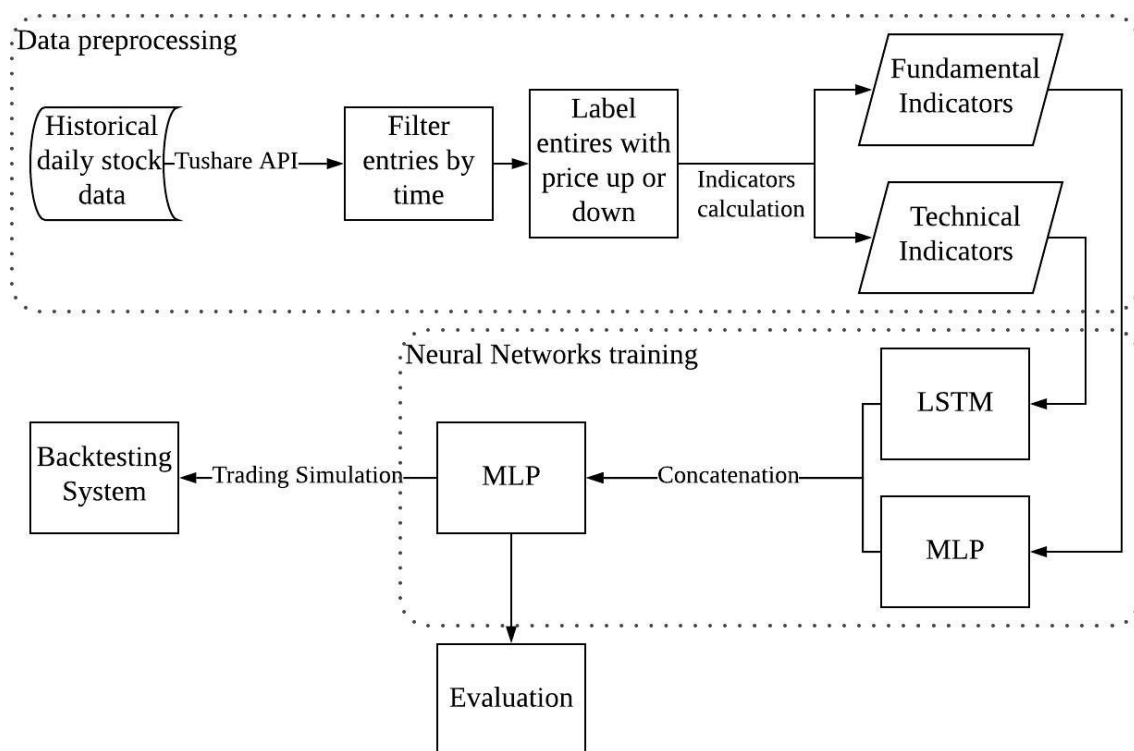 Data preprocessing
Historical
daily stock
data
Tushare API
Filter
entries by
time
Label
entires with
price up or
down
Indicators
calculation
Fundamental
Indicators
Technical
Indicators
Neural Networks training
LSTM
MLP
Concatenation
MLP
Trading Simulation
Backtesting
System
Evaluation